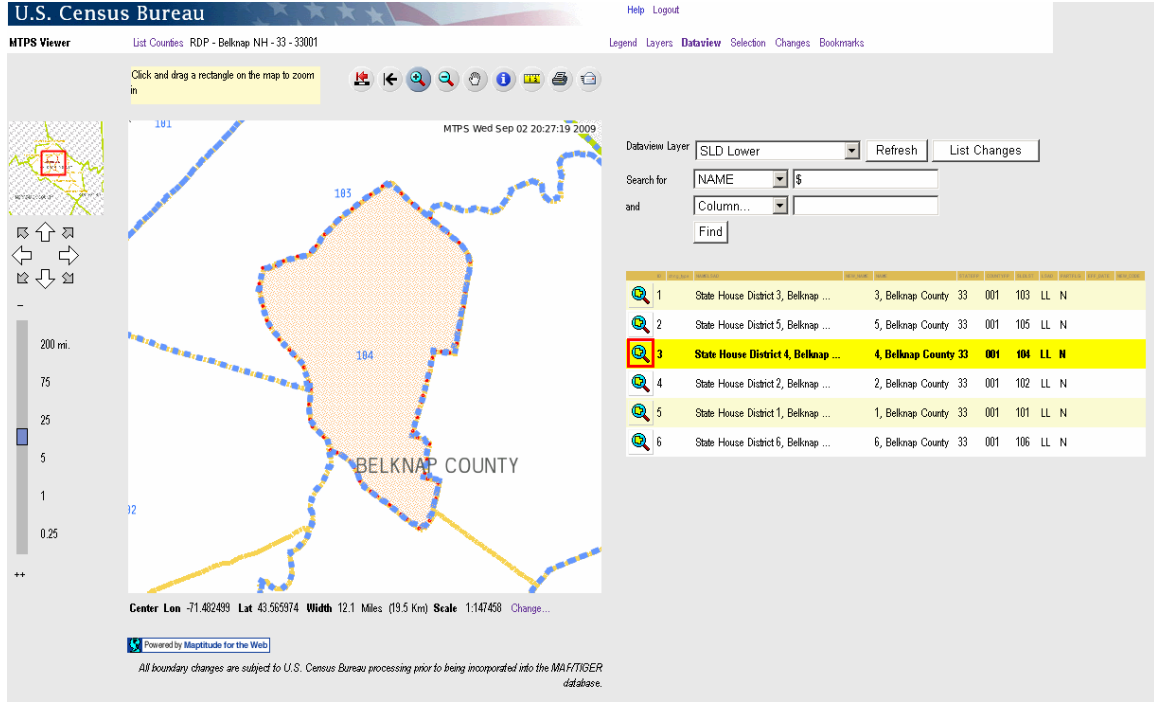 U.S. Census Bureau
Help Logout
MTPS Viewer List Counties RDP - Belknap NH - 33 - 33001 Legend Layers Dataview Selection Changes Bookmarks
Click and drag a rectangle on the map to zoom
in
101
MTPS Wed Sep 02 20:27:19 2009
103
104
BELKNAP COUNTY
02
200 mi.
75
25
5
1
0.25
++
Center Lon -71.482499 Lat 43.565974 Width 12.1 Miles (19.5 Km) Scale 1:147458 Change...
Powered by Maptitude for the Web
All boundary changes are subject to U.S. Census Bureau processing prior to being incorporated into the MAF/TIGER
database.
Dataview Layer SLD Lower Refresh List Changes
Search for NAME $
and Column...
Find
1 State House District 3, Belknap ... 3, Belknap County 33 001 103 LL N
2 State House District 5, Belknap ... 5, Belknap County 33 001 105 LL N
3 State House District 4, Belknap ... 4, Belknap County 33 001 104 LL N
4 State House District 2, Belknap ... 2, Belknap County 33 001 102 LL N
5 State House District 1, Belknap ... 1, Belknap County 33 001 101 LL N
6 State House District 6, Belknap ... 6, Belknap County 33 001 106 LL N